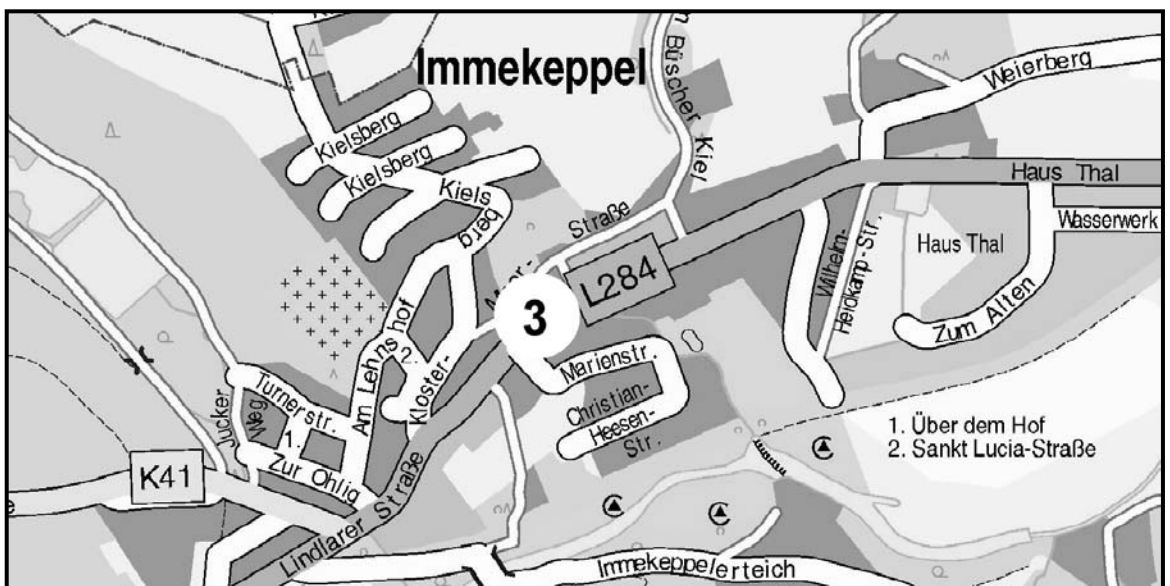 Immekeppel
Büscher Kiel
Weierberg
Kielsberg
Kielsberg
Kiels
berg
Haus Thal
Straße
Wasserwerk
Wilhelm-
Heidkamp-Str.
Haus Thal
L284
3
Zum Alten
Am Lehnshof
2.
Kloster-
Marienstr.
Christian-
Heesen-
Str.
Turnerstr.
Jucker
Weg
1.
Zur Ohlig
K41
Lindlarer Straße
1. Über dem Hof
2. Sankt Lucia-Straße
Immekeppelerteich